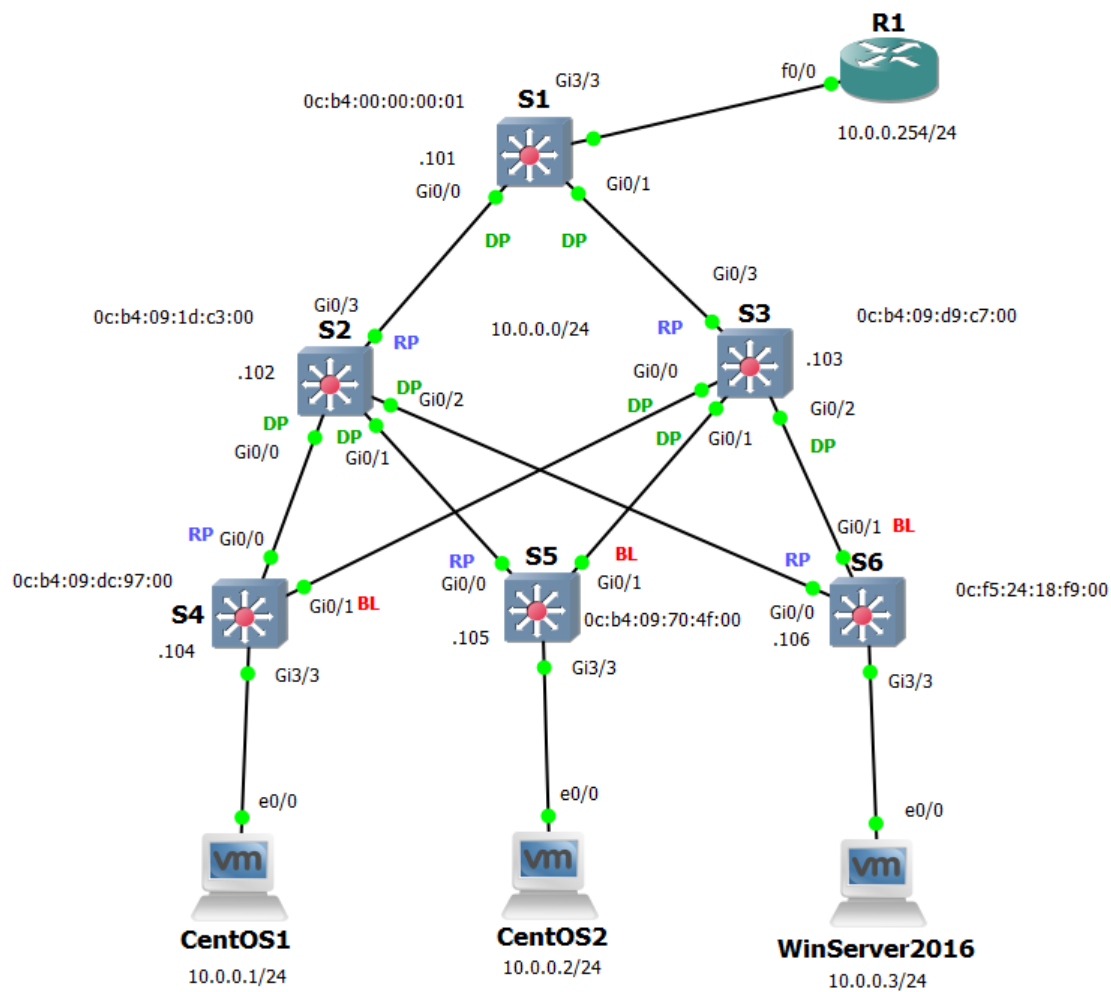 R1
f0/0
Gi3/3
0c:b4:00:00:00:01
S1
10.0.0.254/24
.101
Gi0/0
Gi0/1
DP
DP
Gi0/3
0c:b4:09:1d:c3:00
Gi0/3
S3
0c:b4:09:d9:c7:00
S2
10.0.0.0/24
RP
RP
.103
.102
Gi0/0
DP
Gi0/2
DP
Gi0/2
DP
DP
DP
Gi0/1
DP
Gi0/0
Gi0/1
Gi0/1
BL
RP
Gi0/0
S5
BL
RP
S6
RP
0c:b4:09:dc:97:00
Gi0/0
Gi0/1
0c:f5:24:18:f9:00
S4
Gi0/1
BL
Gi0/0
0c:b4:09:70:4f:00
.104
.105
.106
Gi3/3
Gi3/3
Gi3/3
e0/0
e0/0
e0/0
vm
vm
vm
CentOS1
CentOS2
WinServer2016
10.0.0.1/24
10.0.0.2/24
10.0.0.3/24